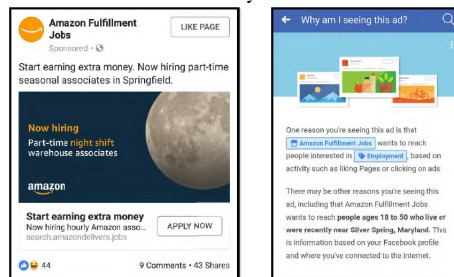 Amazon Fulfillment
Jobs
Sponsored ·
LIKE PAGE
Start earning extra money. Now hiring part-time
seasonal associates in Springfield.
Now hiring
Part-time night shift
warehouse associates
amazon
Start earning extra money
Now hiring hourly Amazon asso...
search.amazondelivers.jobs
APPLY NOW
44
9 Comments • 43 Shares
Why am I seeing this ad?
One reason you're seeing this ad is that
Amazon Fulfillment Jobs wants to reach
people interested in Employment, based on
activity such as liking Pages or clicking on ads
There may be other reasons you're seeing this
ad, including that Amazon Fulfillment Jobs
wants to reach people ages 18 to 50 who live or
were recently near Silver Spring, Maryland. This
is information based on your Facebook profile
and where you've connected to the internet.